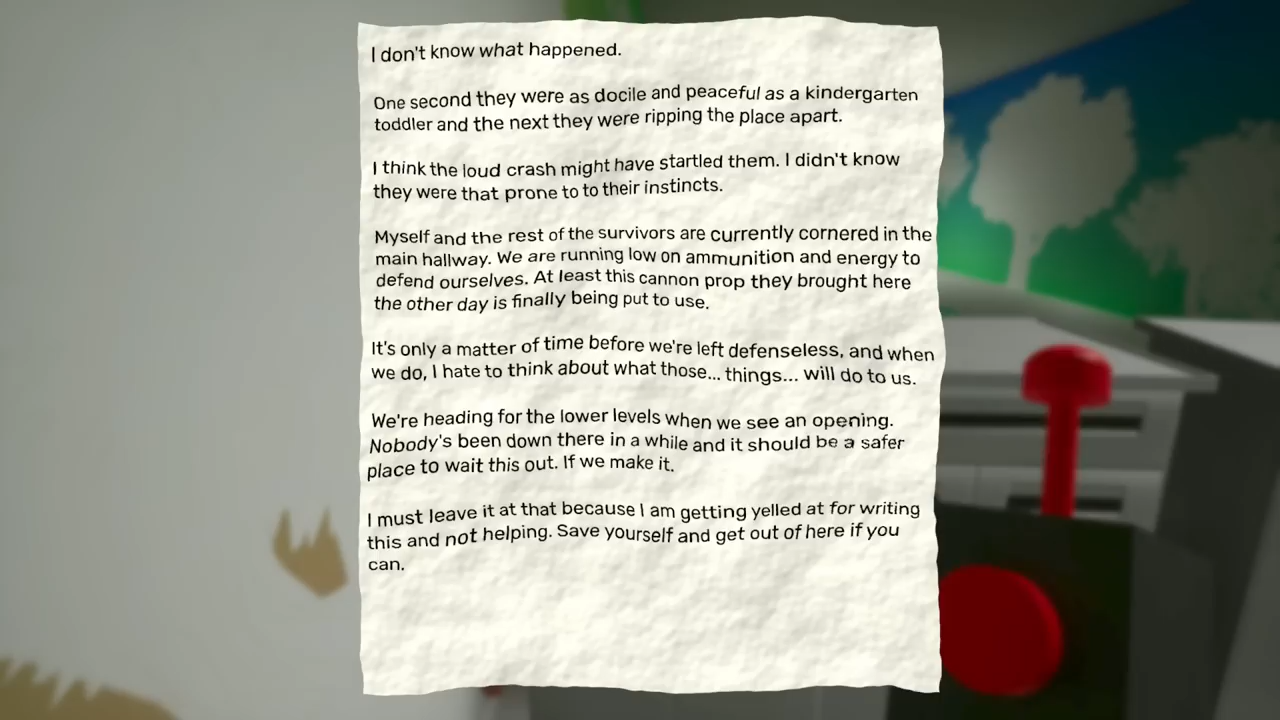 I don't know what happened.
One second they were as docile and peaceful as a kindergarten
toddler and the next they were ripping the place apart.
I think the loud crash might have startled them. I didn't know
they were that prone to to their instincts.
Myself and the rest of the survivors are currently cornered in the
main hallway. We are running low on ammunition and energy to
defend ourselves. At least this cannon prop they brought here
the other day is finally being put to use.
It's only a matter of time before we're left defenseless, and when
we do, I hate to think about what those... things... will do to us.
We're heading for the lower levels when we see an opening.
Nobody's been down there in a while and it should be a safer
place to wait this out. If we make it.
I must leave it at that because I am getting yelled at for writing
this and not helping. Save yourself and get out of here if you
can.